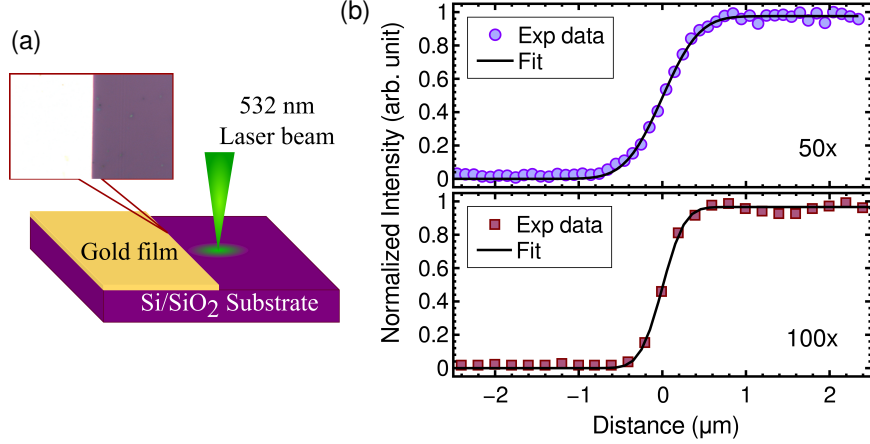 (a)
532 nm
Laser beam
Gold film
Si/SiO2 Substrate
(b)
Normalized Intensity (arb. unit)
1
0.8
0.6
0.4
0.2
0
Exp data
Fit
50x
1
0.8
0.6
0.4
0.2
0
Exp data
Fit
100x
−2
−1
0
1
2
Distance (μm)